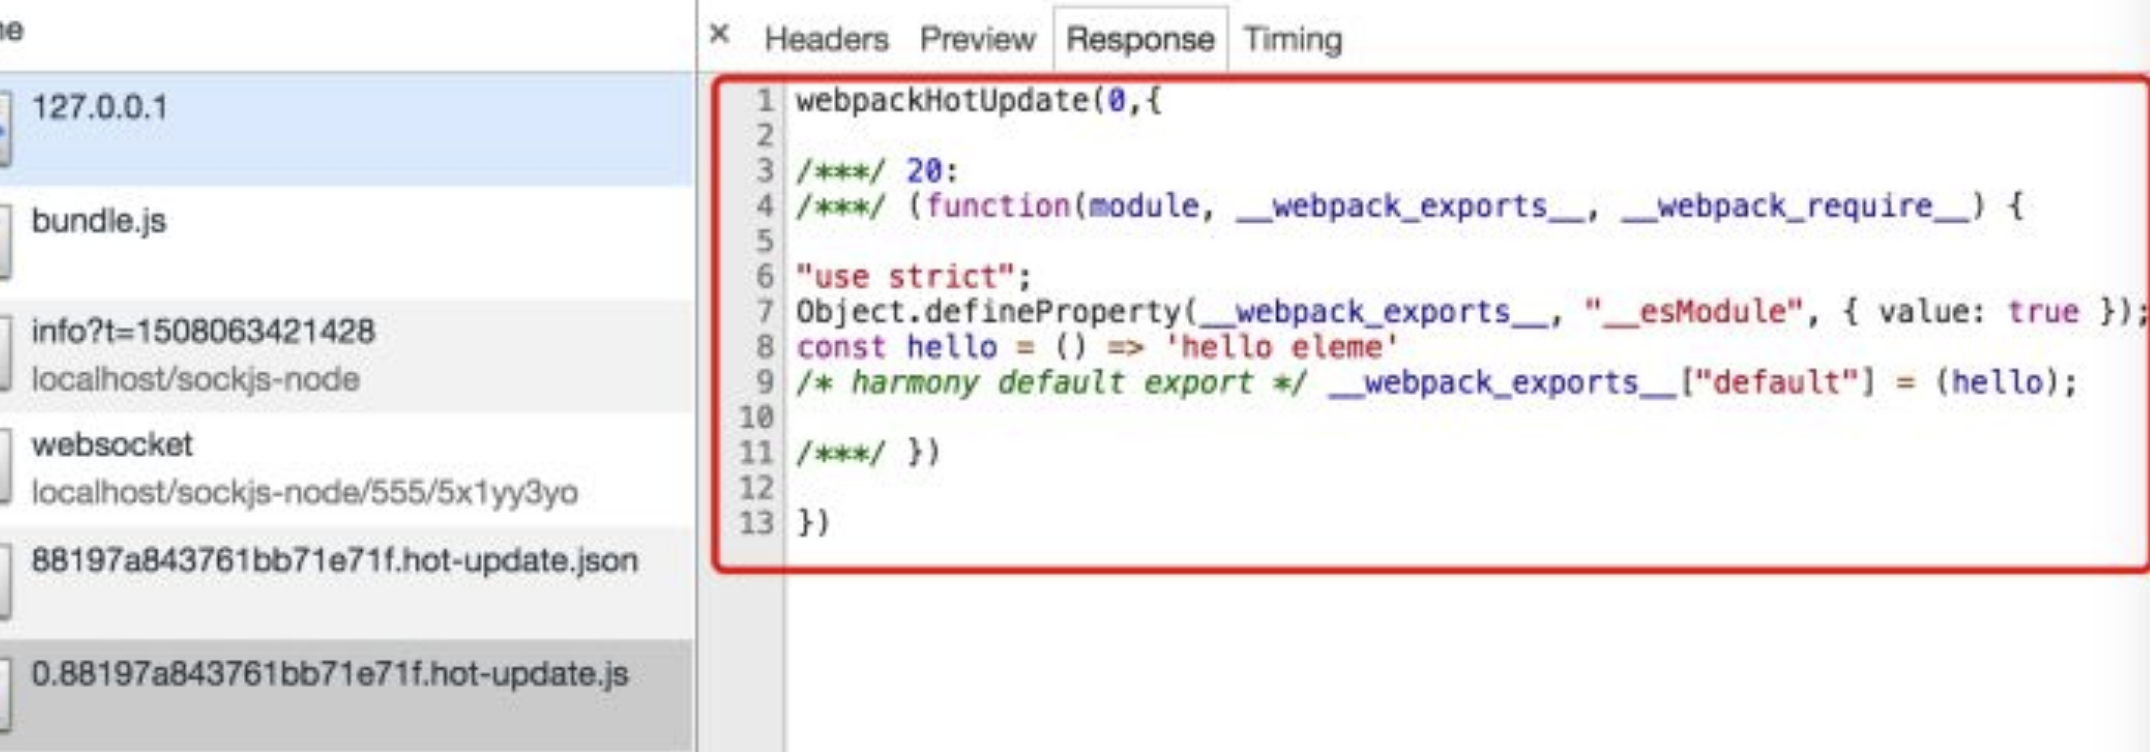 me
127.0.0.1
bundle.js
info?t=1508063421428
localhost/sockjs-node
websocket
localhost/sockjs-node/555/5x1yy3yo
88197a843761bb71e71f.hot-update.json
0.88197a843761bb71e71f.hot-update.js
× Headers Preview Response Timing
1 webpackHotUpdate(0,{
2
3 /***/ 20:
4 /***/ (function(module, __webpack_exports__, __webpack_require__) {
5
6 "use strict";
7 Object.defineProperty(__webpack_exports__, "__esModule", { value: true });
8 const hello = () => 'hello eleme'
9 /* harmony default export */ __webpack_exports__["default"] = (hello);
10
11 /***/ })
12
13 })